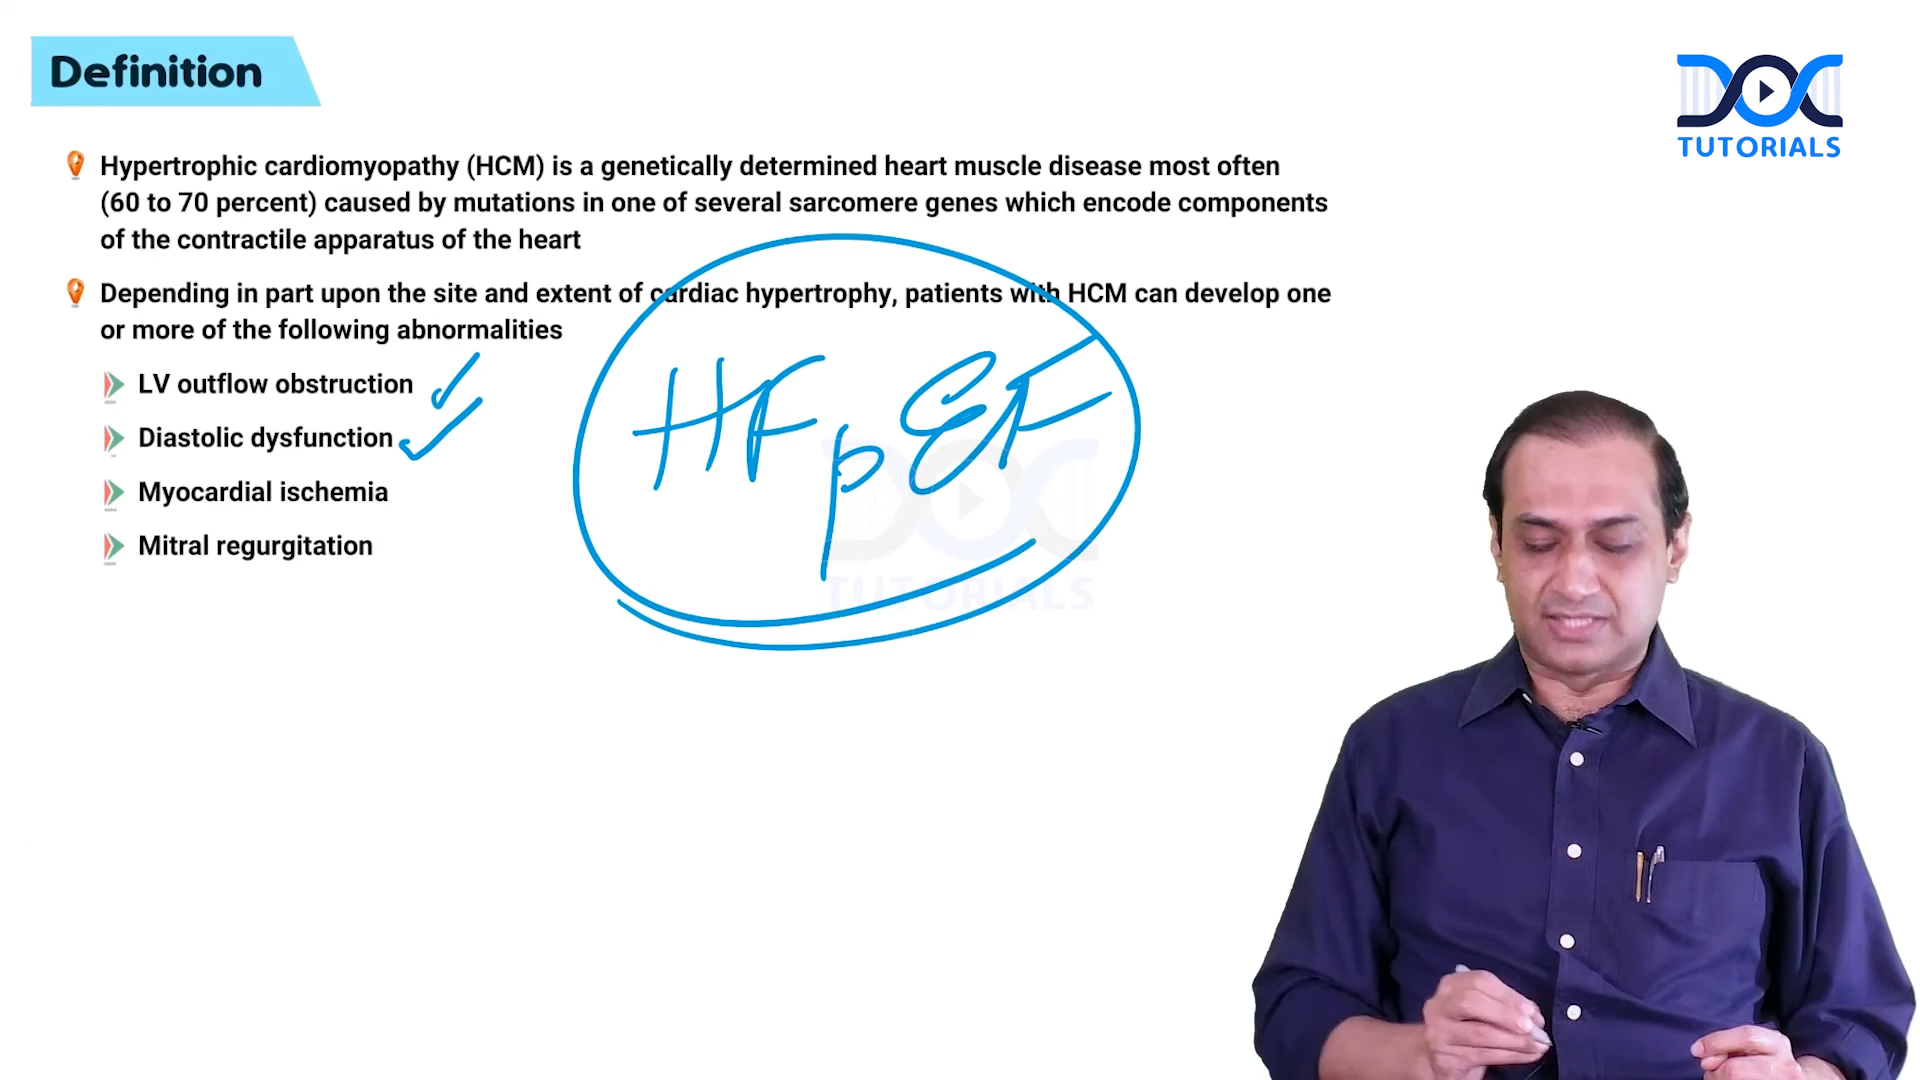 Definition
DOC
TUTORIALS
Hypertrophic cardiomyopathy (HCM) is a genetically determined heart muscle disease most often
(60 to 70 percent) caused by mutations in one of several sarcomere genes which encode components
of the contractile apparatus of the heart
Depending in part upon the site and extent of cardiac hypertrophy, patients with HCM can develop one
or more of the following abnormalities
LV outflow obstruction
Diastolic dysfunction
Myocardial ischemia
Mitral regurgitation
HFpEF
DOC
TUTORIALS